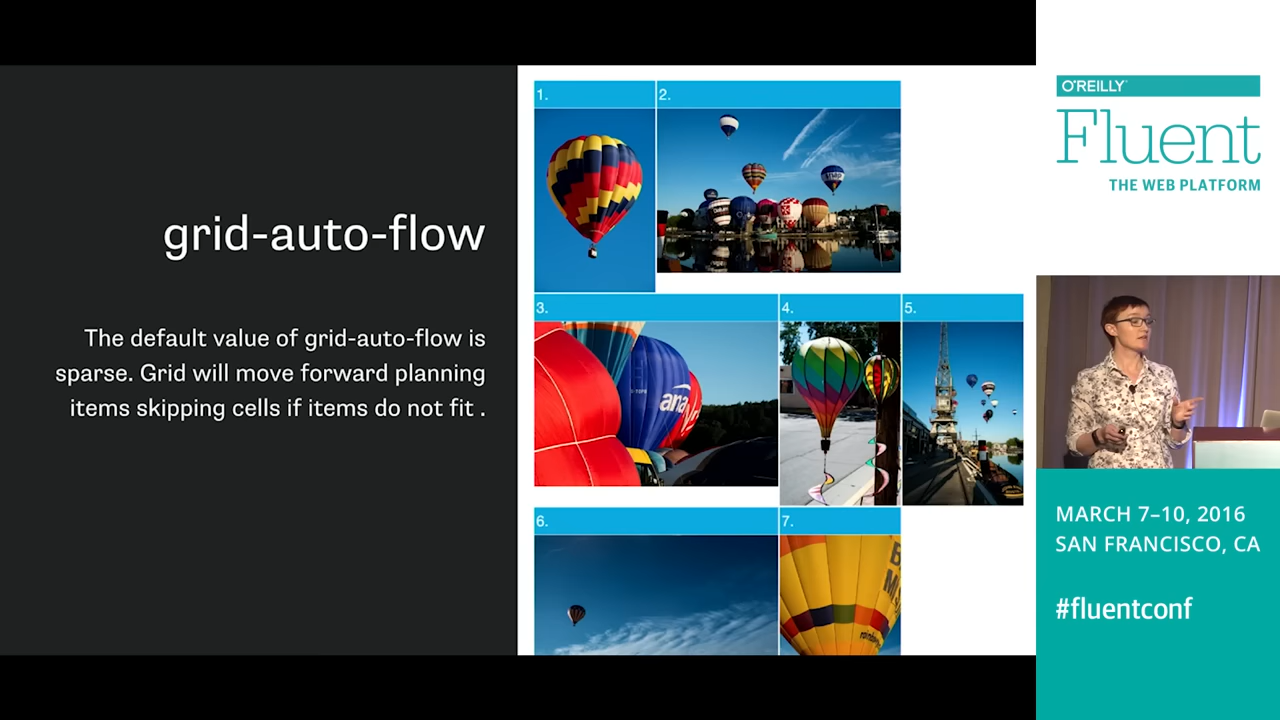 grid-auto-flow
The default value of grid-auto-flow is
sparse. Grid will move forward planning
items skipping cells if items do not fit .
1.
2.
3.
4.
5.
6.
7.
O'REILLY
Fluent
THE WEB PLATFORM
MARCH 7–10, 2016
SAN FRANCISCO, CA
#fluentconf